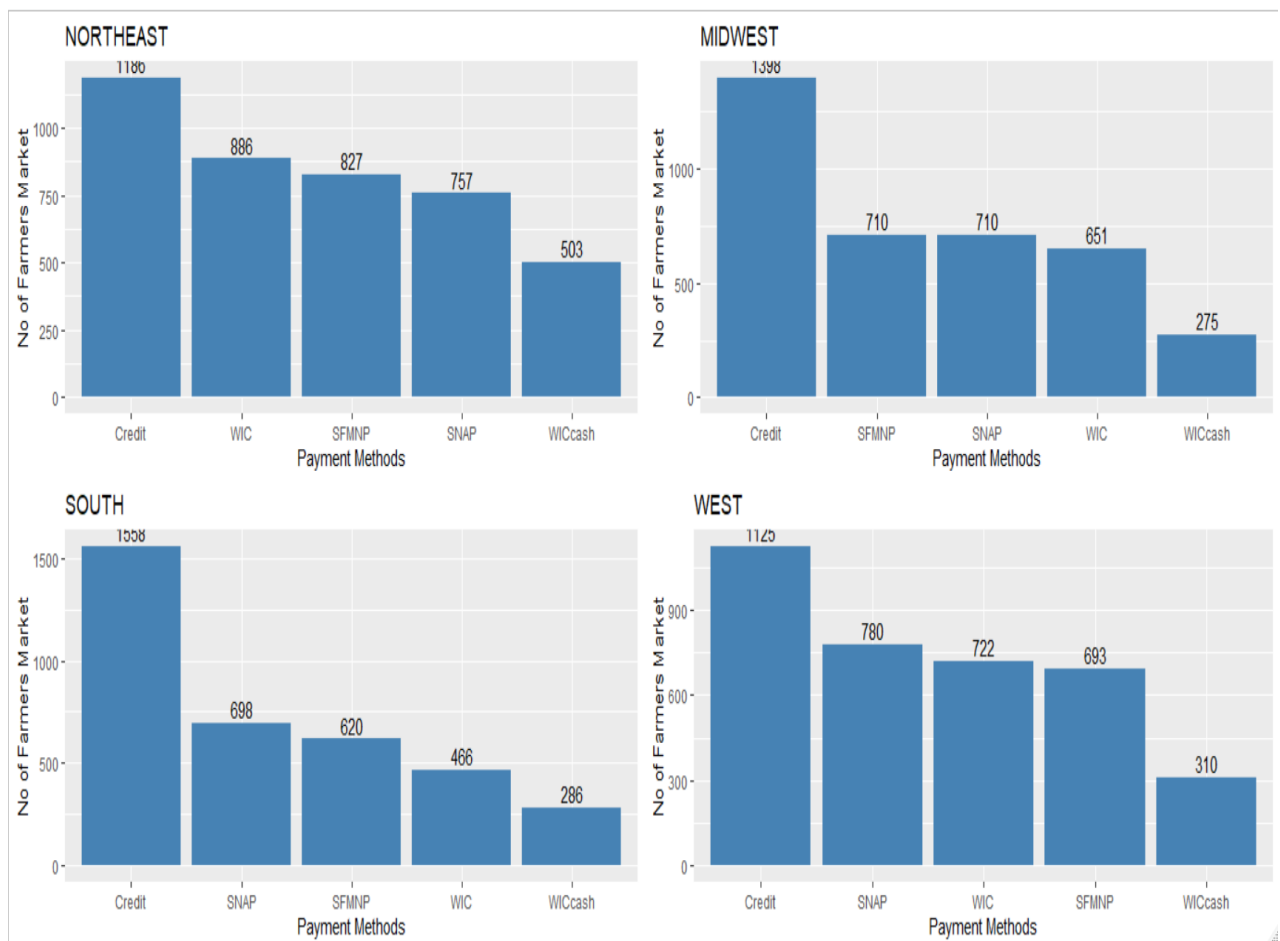 NORTHEAST
1186
886
827
757
503
1000
750
500
250
0
No of Farmers Market
Credit WIC SFMNP SNAP WICcash
Payment Methods
MIDWEST
1398
710
710
651
275
1000
500
0
No of Farmers Market
Credit SFMNP SNAP WIC WICcash
Payment Methods
SOUTH
1558
698
620
466
286
1500
1000
500
0
No of Farmers Market
Credit SNAP SFMNP WIC WICcash
Payment Methods
WEST
1125
780
722
693
310
900
600
300
0
No of Farmers Market
Credit SNAP WIC SFMNP WICcash
Payment Methods